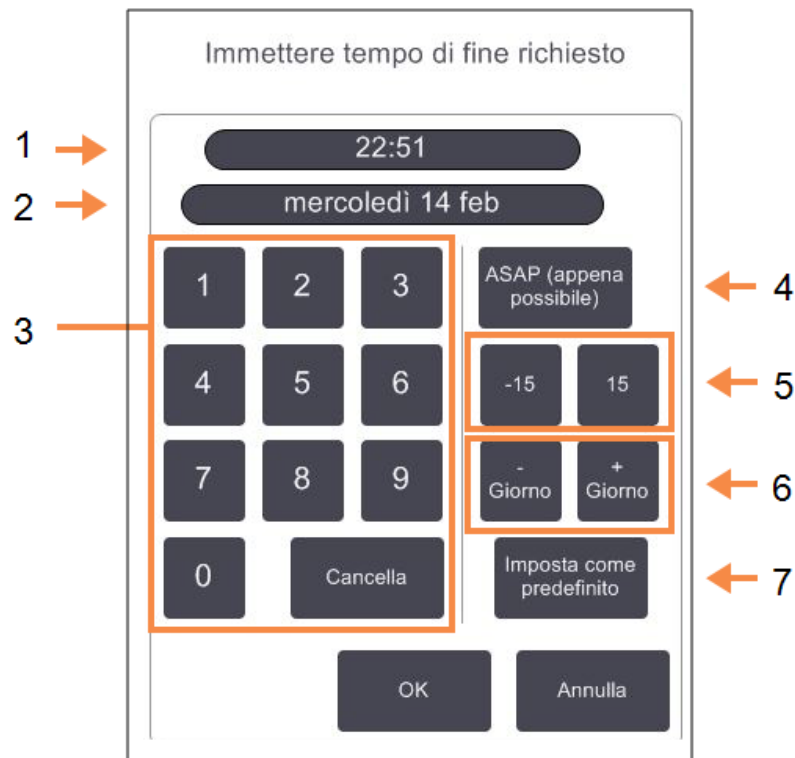 Immettere tempo di fine richiesto
1
22:51
2
mercoledì 14 feb
3
1 2 3
4 5 6
7 8 9
0 Cancella
ASAP (appena
possibile)
4
-15 15
5
-
Giorno
+
Giorno
6
Imposta come
predefinito
7
OK
Annulla